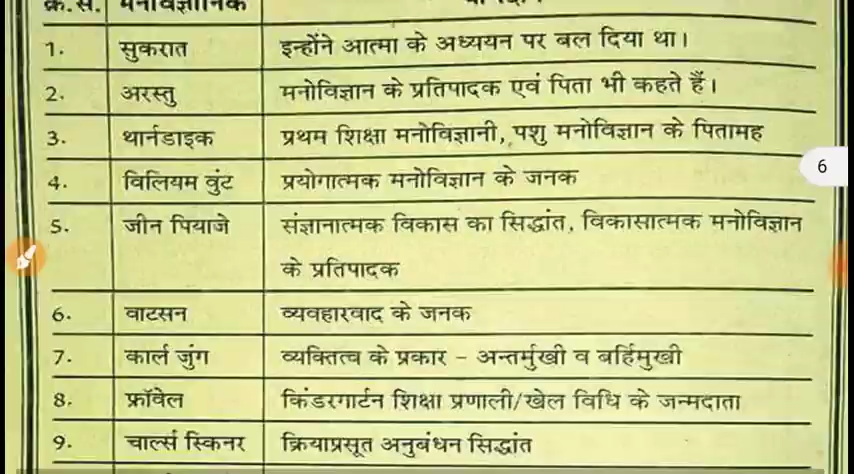 क्र.सं. मनोवैज्ञानिक
1. सुकरात इन्होंने आत्मा के अध्ययन पर बल दिया था।
2. अरस्तु मनोविज्ञान के प्रतिपादक एवं पिता भी कहते हैं।
3. थार्नडाइक प्रथम शिक्षा मनोविज्ञानी, पशु मनोविज्ञान के पितामह
6
4. विलियम वुंट प्रयोगात्मक मनोविज्ञान के जनक
5. जीन पियाजे संज्ञानात्मक विकास का सिद्धांत, विकासात्मक मनोविज्ञान
के प्रतिपादक
6. वाटसन व्यवहारवाद के जनक
7. कार्ल जुंग व्यक्तित्व के प्रकार - अन्तर्मुखी व बर्हिमुखी
8. फ्रॉवेल किंडरगार्टन शिक्षा प्रणाली/खेल विधि के जन्मदाता
9. चार्ल्स स्किनर क्रियाप्रसूत अनुबंधन सिद्धांत